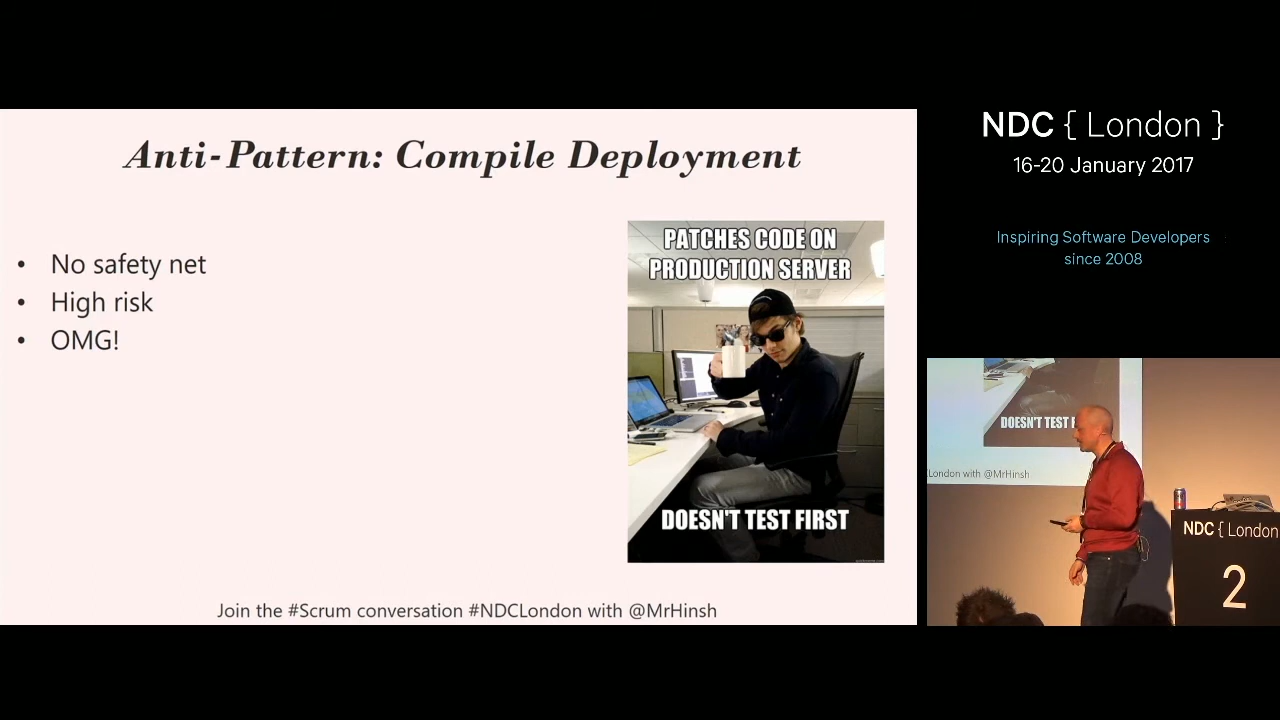 Anti-Pattern: Compile Deployment
• No safety net
• High risk
• OMG!
PATCHES CODE ON
PRODUCTION SERVER
DOESN'T TEST FIRST
Join the #Scrum conversation #NDCLondon with @MrHinsh
NDC { London }
16-20 January 2017
Inspiring Software Developers
since 2008
DOESN'T TEST F
London with @MrHinsh
NDC { London
2